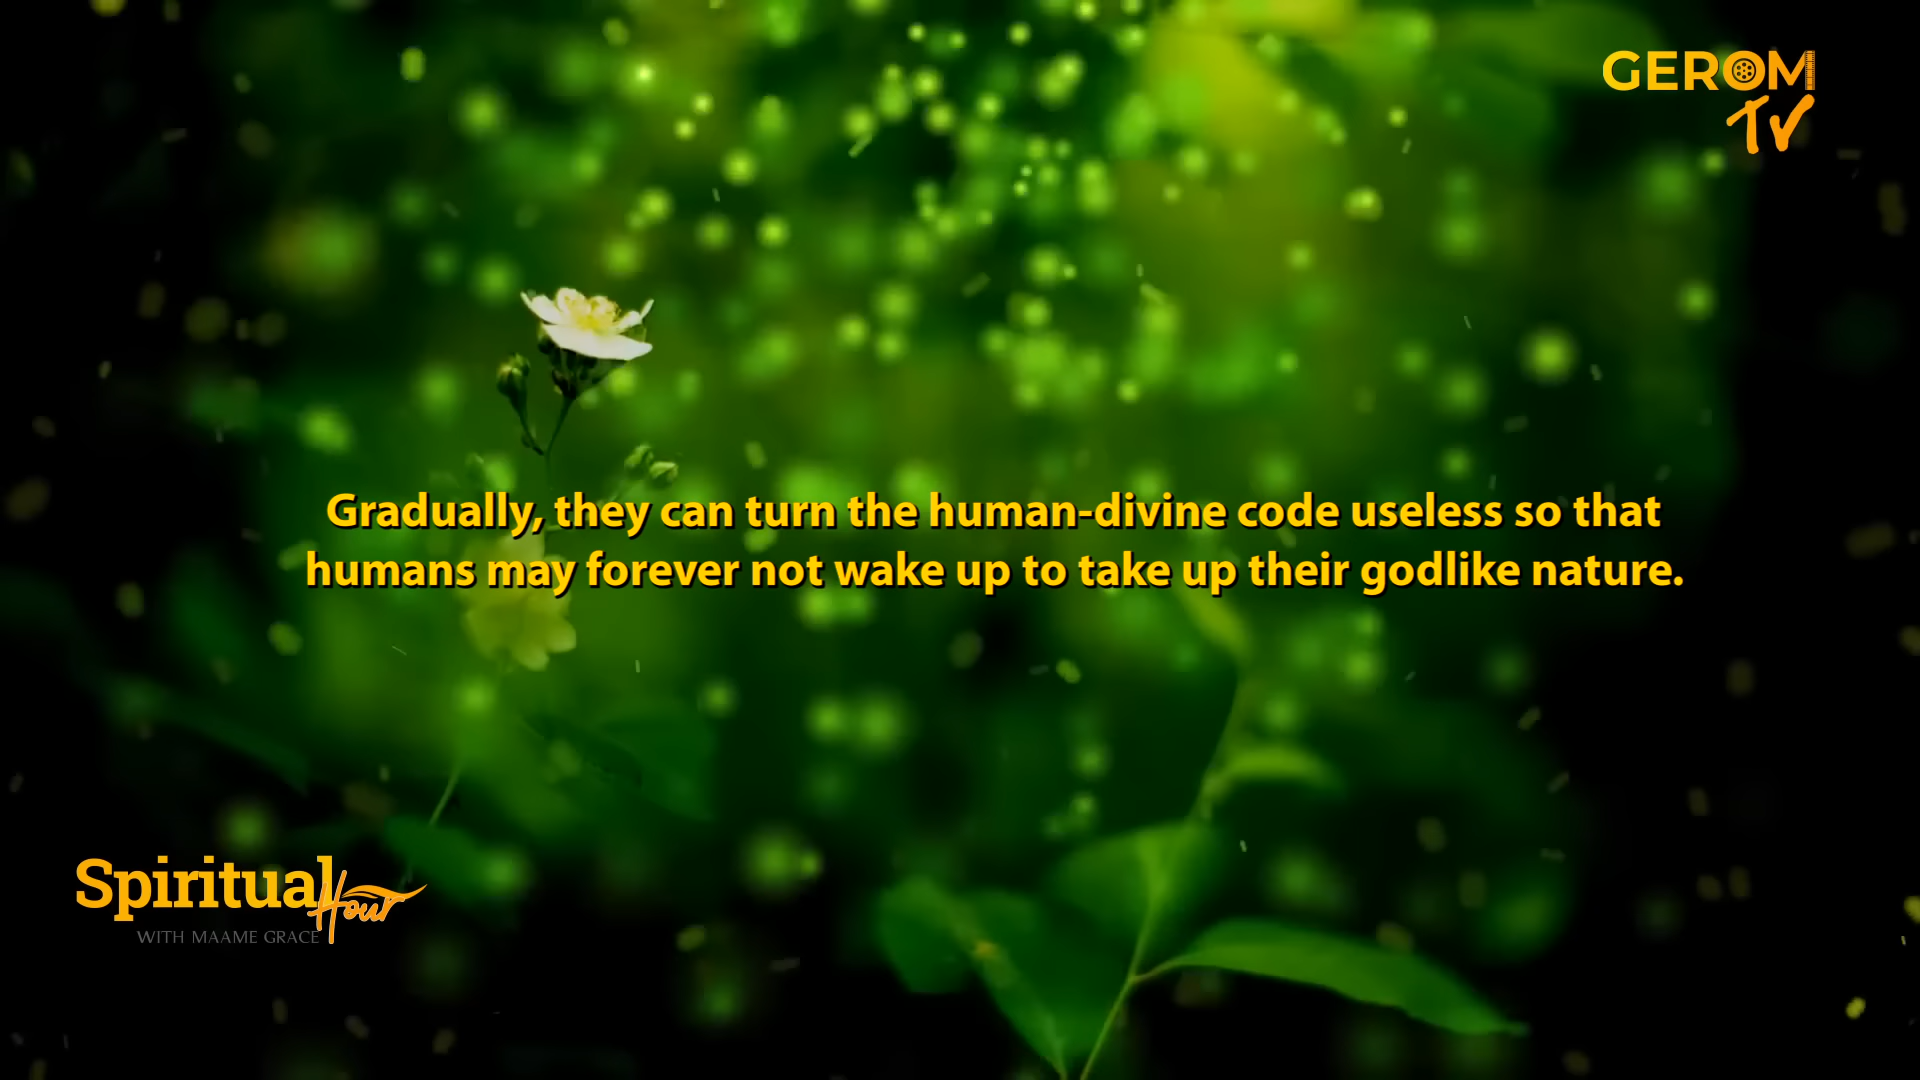 GEROM
TV
Gradually, they can turn the human-divine code useless so that
humans may forever not wake up to take up their godlike nature.
Spiritual
Hour
WITH MAAME GRACE